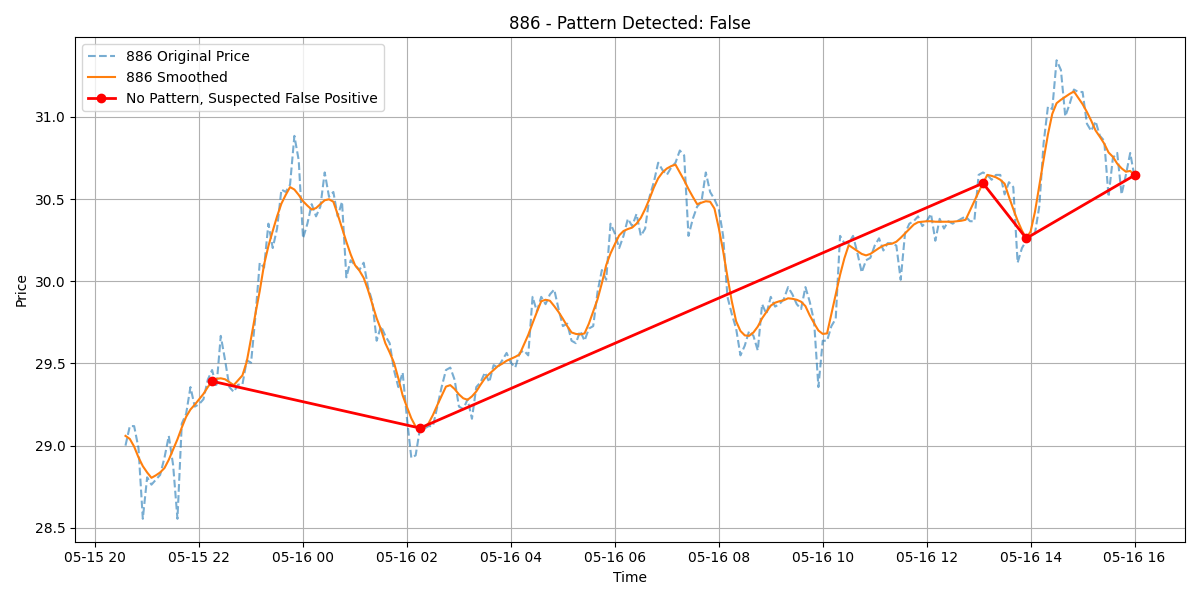 886 - Pattern Detected: False
886 Original Price
886 Smoothed
No Pattern, Suspected False Positive
Price
31.0
30.5
30.0
29.5
29.0
28.5
05-15 20 05-15 22 05-16 00 05-16 02 05-16 04 05-16 06 05-16 08 05-16 10 05-16 12 05-16 14 05-16 16
Time